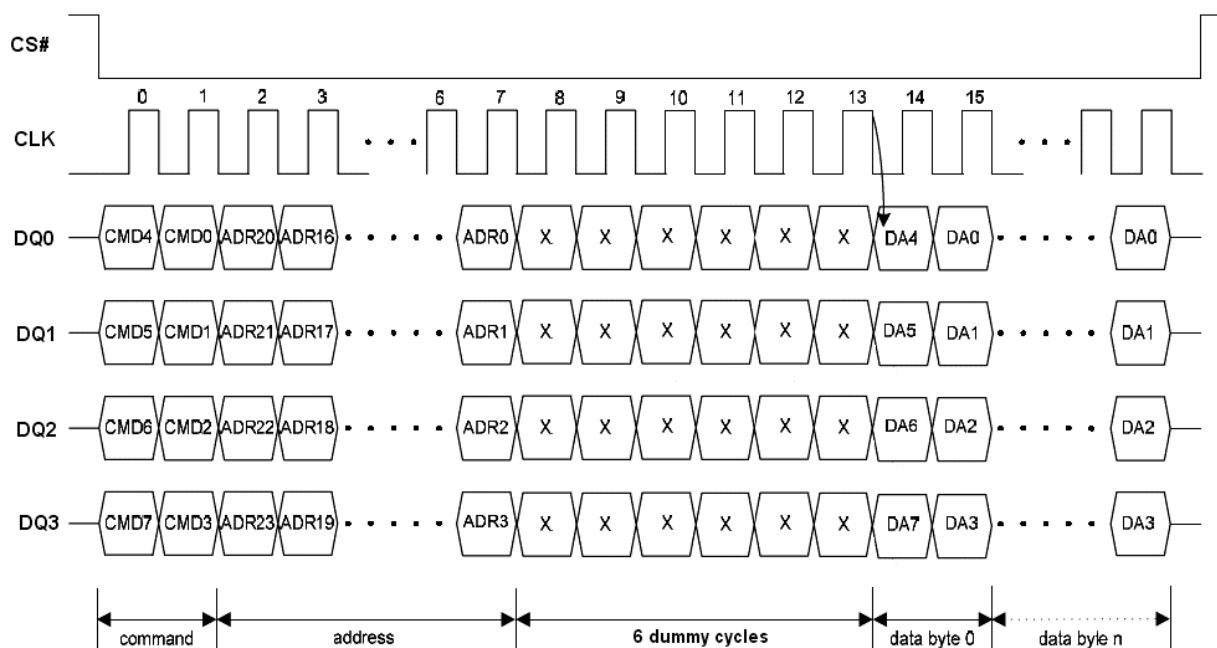 CS#
0 1 2 3 6 7 8 9 10 11 12 13 14 15
CLK
DQ0 CMD4 CMD0 ADR20 ADR16 ADR0 X X X X X X DA4 DA0 DA0
DQ1 CMD5 CMD1 ADR21 ADR17 ADR1 X X X X X X DA5 DA1 DA1
DQ2 CMD6 CMD2 ADR22 ADR18 ADR2 X X X X X X DA6 DA2 DA2
DQ3 CMD7 CMD3 ADR23 ADR19 ADR3 X X X X X X DA7 DA3 DA3
command address 6 dummy cycles data byte 0 data byte n